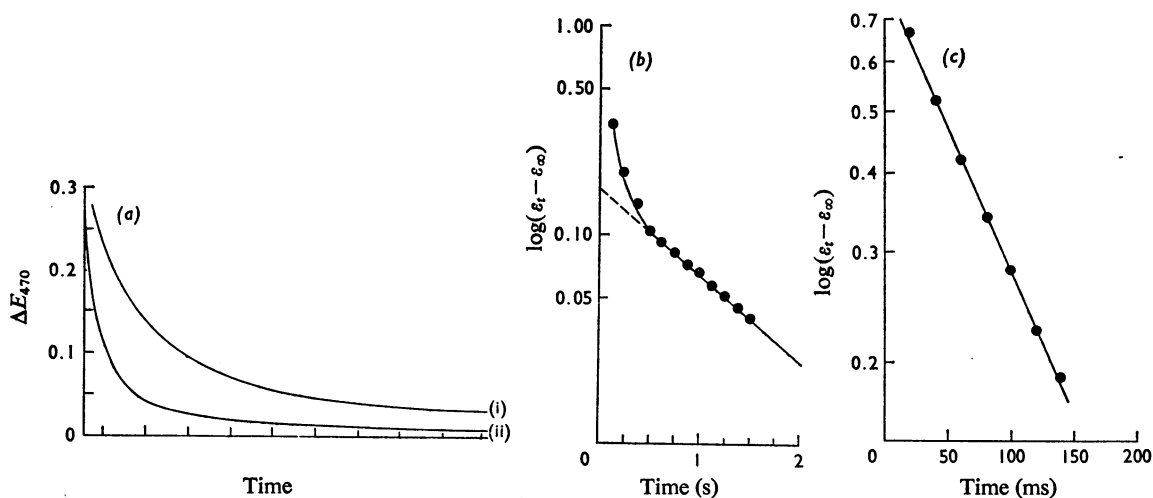 (a)
ΔE470
0.3
0.2
0.1
0
(i)
(ii)
Time
(b)
log(εt − ε∞)
1.00
0.50
0.10
0.05
0
1
2
Time (s)
(c)
log(εt − ε∞)
0.7
0.6
0.5
0.4
0.3
0.2
0
50
100
150
200
Time (ms)